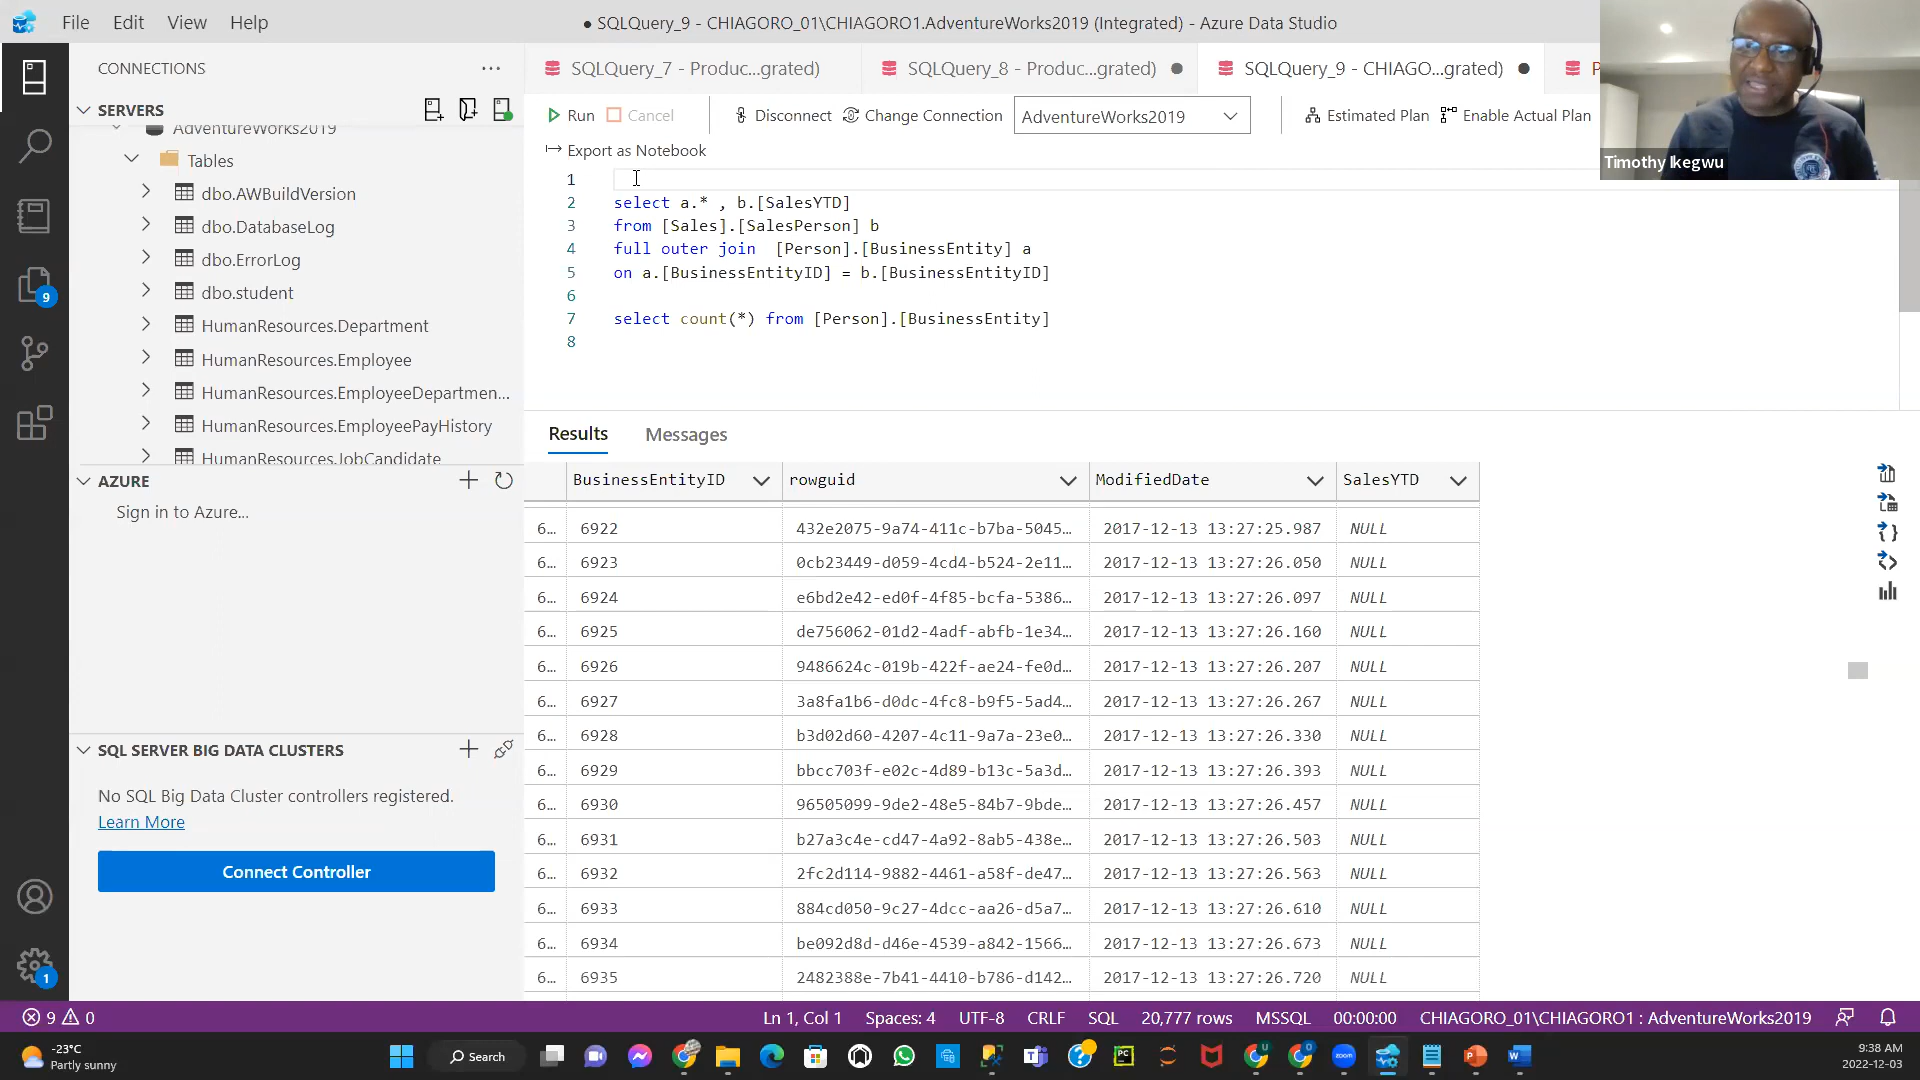 File Edit View Help
● SQLQuery_9 - CHIAGORO_01\CHIAGORO1.AdventureWorks2019 (Integrated) - Azure Data Studio
CONNECTIONS
SERVERS
AdventureWorks2019
Tables
dbo.AWBuildVersion
dbo.DatabaseLog
dbo.ErrorLog
dbo.student
HumanResources.Department
HumanResources.Employee
HumanResources.EmployeeDepartmen...
HumanResources.EmployeePayHistory
HumanResources.JobCandidate
AZURE
Sign in to Azure...
SQL SERVER BIG DATA CLUSTERS
No SQL Big Data Cluster controllers registered.
Learn More
Connect Controller
9
1
SQLQuery_7 - Produc...grated)
SQLQuery_8 - Produc...grated)
SQLQuery_9 - CHIAGO...grated)
P
Run Cancel Disconnect Change Connection AdventureWorks2019 Estimated Plan Enable Actual Plan
Export as Notebook
Timothy Ikegwu
1
2 select a.* , b.[SalesYTD]
3 from [Sales].[SalesPerson] b
4 full outer join [Person].[BusinessEntity] a
5 on a.[BusinessEntityID] = b.[BusinessEntityID]
6
7 select count(*) from [Person].[BusinessEntity]
8
Results Messages
BusinessEntityID rowguid ModifiedDate SalesYTD
6... 6922 432e2075-9a74-411c-b7ba-5045... 2017-12-13 13:27:25.987 NULL
6... 6923 0cb23449-d059-4cd4-b524-2e11... 2017-12-13 13:27:26.050 NULL
6... 6924 e6bd2e42-ed0f-4f85-bcfa-5386... 2017-12-13 13:27:26.097 NULL
6... 6925 de756062-01d2-4adf-abfb-1e34... 2017-12-13 13:27:26.160 NULL
6... 6926 9486624c-019b-422f-ae24-fe0d... 2017-12-13 13:27:26.207 NULL
6... 6927 3a8fa1b6-d0dc-4fc8-b9f5-5ad4... 2017-12-13 13:27:26.267 NULL
6... 6928 b3d02d60-4207-4c11-9a7a-23e0... 2017-12-13 13:27:26.330 NULL
6... 6929 bbcc703f-e02c-4d89-b13c-5a3d... 2017-12-13 13:27:26.393 NULL
6... 6930 96505099-9de2-48e5-84b7-9bde... 2017-12-13 13:27:26.457 NULL
6... 6931 b27a3c4e-cd47-4a92-8ab5-438e... 2017-12-13 13:27:26.503 NULL
6... 6932 2fc2d114-9882-4461-a58f-de47... 2017-12-13 13:27:26.563 NULL
6... 6933 884cd050-9c27-4dcc-aa26-d5a7... 2017-12-13 13:27:26.610 NULL
6... 6934 be092d8d-d46e-4539-a842-1566... 2017-12-13 13:27:26.673 NULL
6... 6935 2482388e-7b41-4410-b786-d142... 2017-12-13 13:27:26.720 NULL
9 0 Ln 1, Col 1 Spaces: 4 UTF-8 CRLF SQL 20,777 rows MSSQL 00:00:00 CHIAGORO_01\CHIAGORO1 : AdventureWorks2019
-23°C
Partly sunny
Search
9:38 AM
2022-12-03